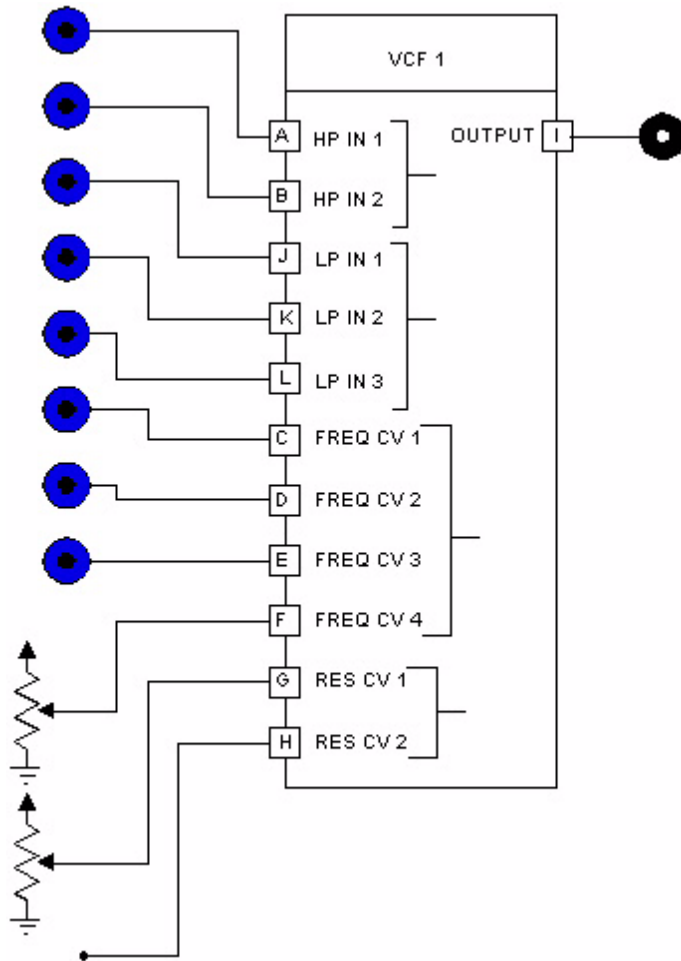 VCF 1
A HP IN 1 OUTPUT I
B HP IN 2
J LP IN 1
K LP IN 2
L LP IN 3
C FREQ CV 1
D FREQ CV 2
E FREQ CV 3
F FREQ CV 4
G RES CV 1
H RES CV 2